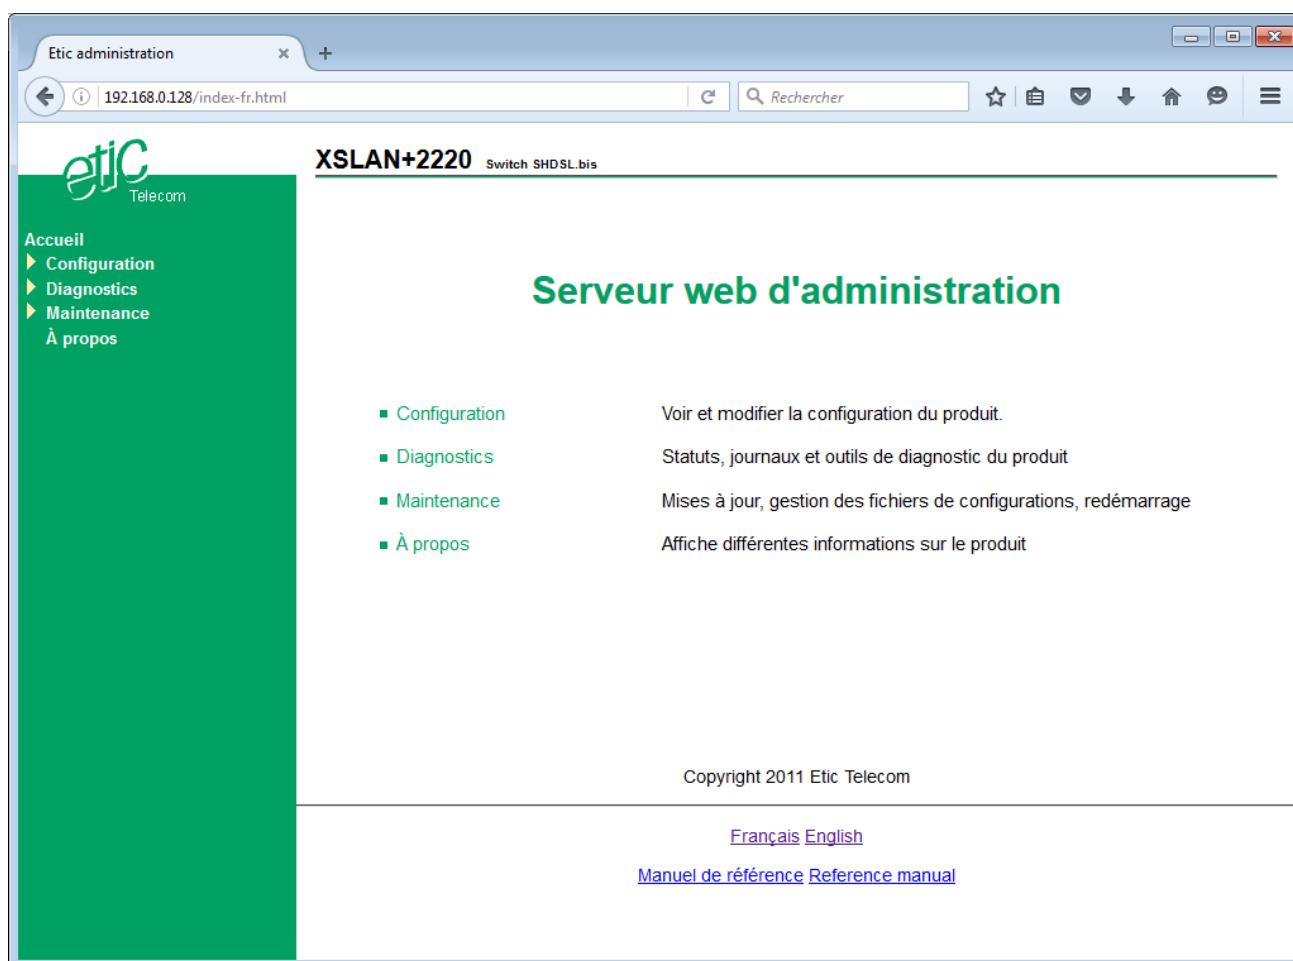 Etic administration
192.168.0.128/index-fr.html
Rechercher
etic
Telecom
XSLAN+2220 Switch SHDSL.bis
Accueil
Configuration
Diagnostics
Maintenance
À propos
Serveur web d'administration
Configuration Voir et modifier la configuration du produit.
Diagnostics Statuts, journaux et outils de diagnostic du produit
Maintenance Mises à jour, gestion des fichiers de configurations, redémarrage
À propos Affiche différentes informations sur le produit
Copyright 2011 Etic Telecom
Français English
Manuel de référence Reference manual